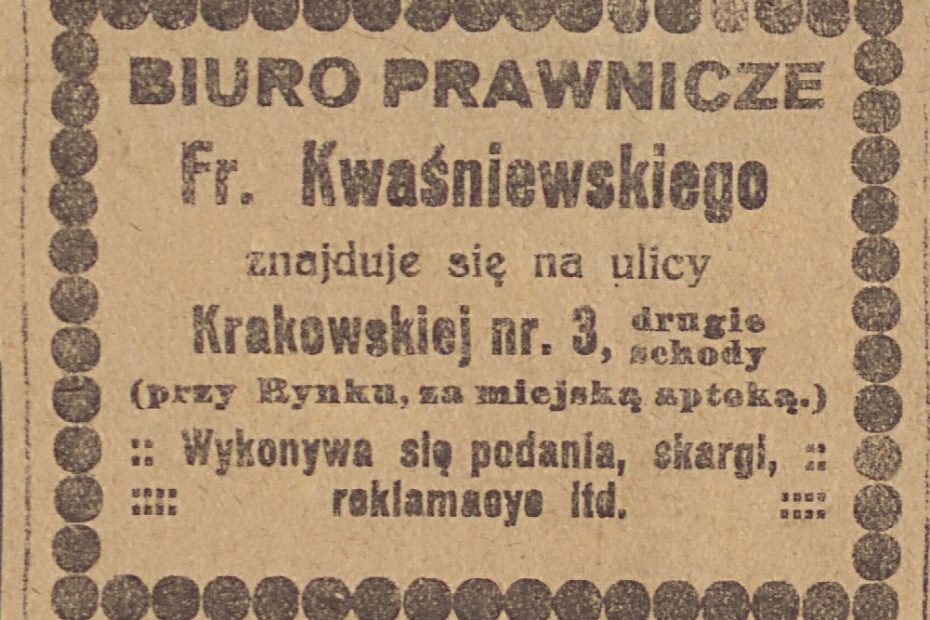 BIURO PRAWNICZE
Fr. Kwaśniewskiego
znajduje się na ulicy
Krakowskiej nr. 3, drugie schody
(przy Rynku, za miejską apteką.)
:: Wykonywa się podania, skargi, ::
:::: reklamacye itd. ::::